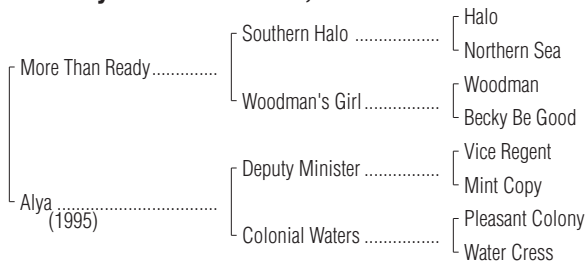 Halo
Southern Halo ..................
Northern Sea
More Than Ready..............
Woodman
Woodman's Girl ................
Becky Be Good
Vice Regent
Deputy Minister ................
Mint Copy
Alya ..................................
(1995)
Pleasant Colony
Colonial Waters ................
Water Cress